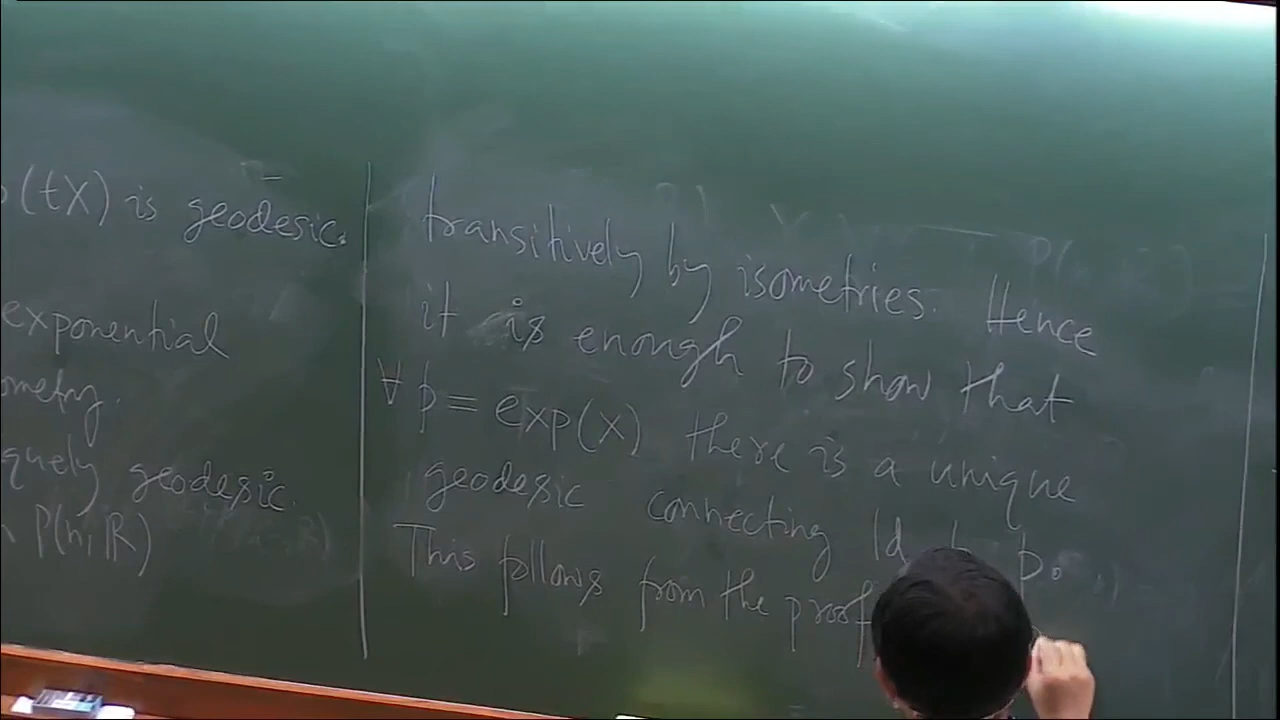 (tX) is geodesic.
exponential
ometry.
quely geodesic.
P(n,ℝ)
transitively by isometries. Hence
it is enough to show that
∀ p = exp(X) there is a unique
geodesic connecting Id p.
This follows from the proof